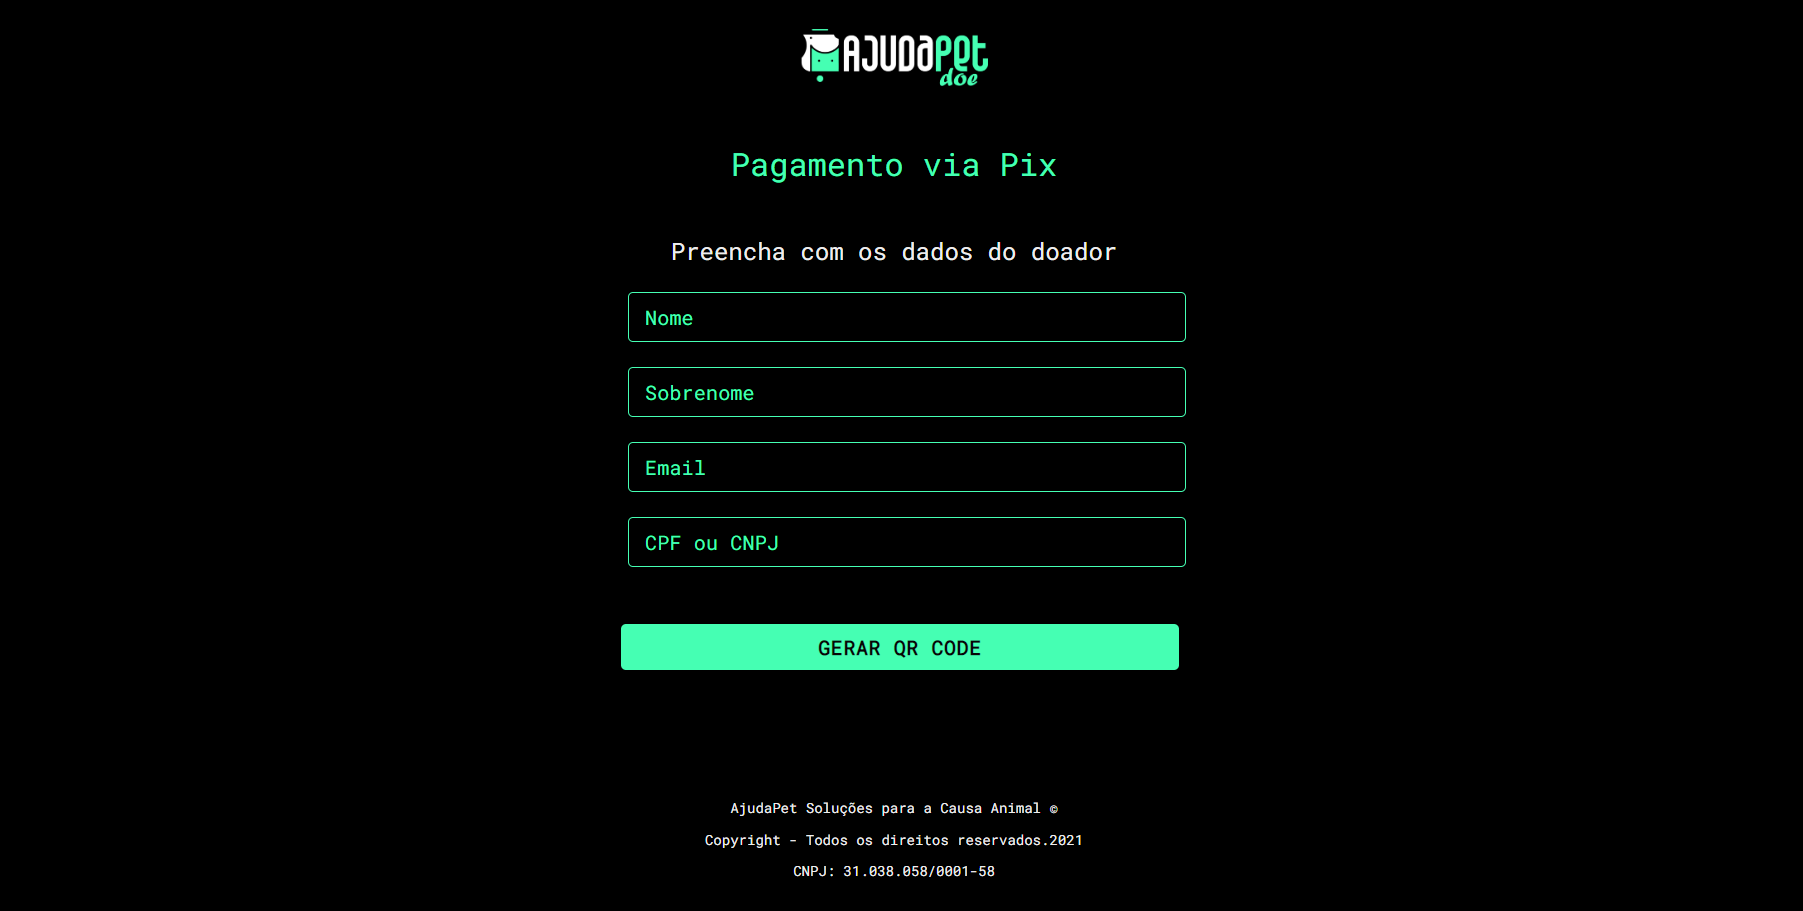 AJUDAPET
doe
Pagamento via Pix
Preencha com os dados do doador
Nome
Sobrenome
Email
CPF ou CNPJ
GERAR QR CODE
AjudaPet Soluções para a Causa Animal ©
Copyright - Todos os direitos reservados.2021
CNPJ: 31.038.058/0001-58